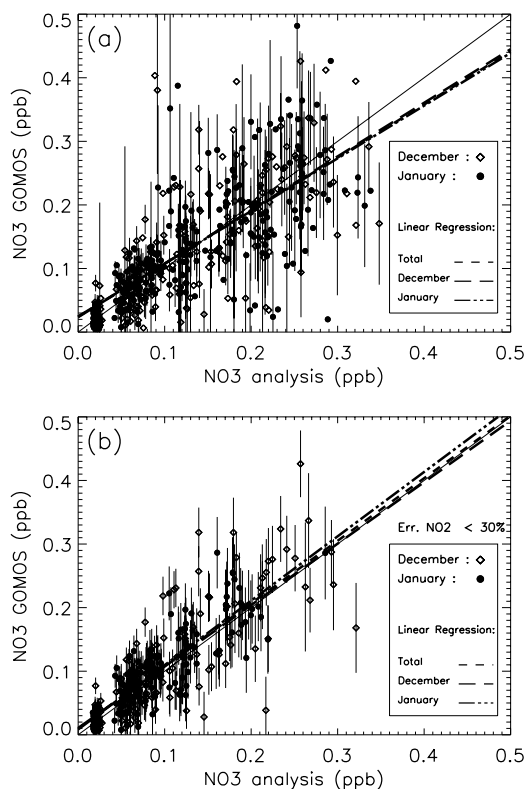 (a)
0.5
0.4
0.3
0.2
0.1
0.0
NO3 GOMOS (ppb)
December :
January :
Linear Regression:
Total
December
January
0.0 0.1 0.2 0.3 0.4 0.5
NO3 analysis (ppb)
(b)
0.5
0.4
0.3
0.2
0.1
0.0
NO3 GOMOS (ppb)
Err. NO2 < 30%
December :
January :
Linear Regression:
Total
December
January
0.0 0.1 0.2 0.3 0.4 0.5
NO3 analysis (ppb)